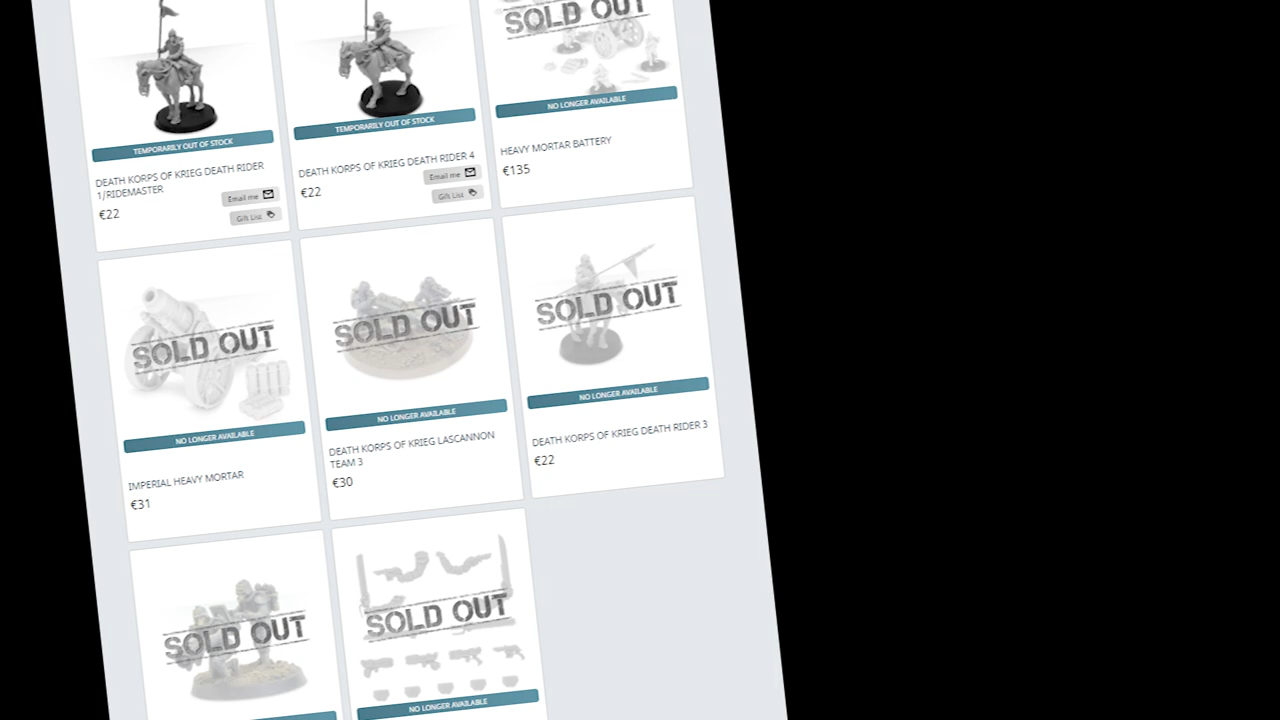 SOLD OUT
TEMPORARILY OUT OF STOCK
DEATH KORPS OF KRIEG DEATH RIDER
1/RIDEMASTER
€22
Email me
Gift List
TEMPORARILY OUT OF STOCK
DEATH KORPS OF KRIEG DEATH RIDER 4
€22
Email me
Gift List
NO LONGER AVAILABLE
HEAVY MORTAR BATTERY
€135
SOLD OUT
NO LONGER AVAILABLE
IMPERIAL HEAVY MORTAR
€31
SOLD OUT
NO LONGER AVAILABLE
DEATH KORPS OF KRIEG LASCANNON
TEAM 3
€30
SOLD OUT
NO LONGER AVAILABLE
DEATH KORPS OF KRIEG DEATH RIDER 3
€22
SOLD OUT
SOLD OUT
NO LONGER AVAILABLE